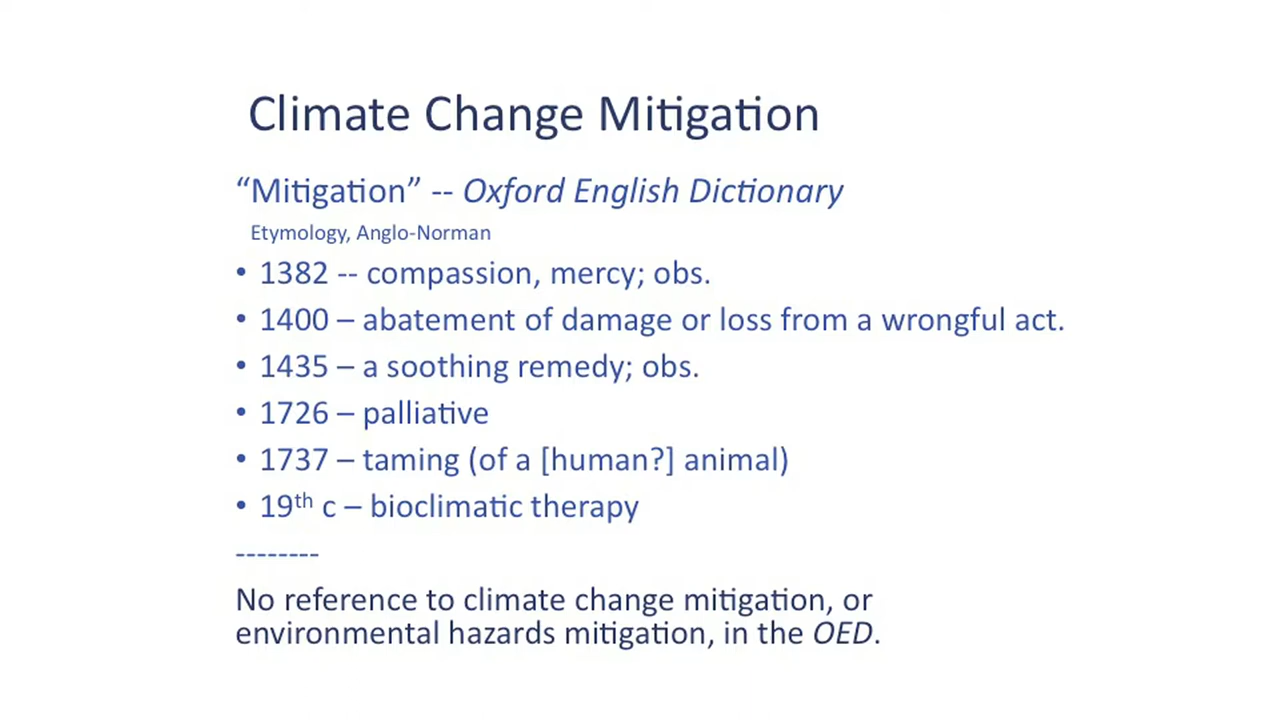 Climate Change Mitigation
“Mitigation” -- Oxford English Dictionary
Etymology, Anglo-Norman
• 1382 -- compassion, mercy; obs.
• 1400 – abatement of damage or loss from a wrongful act.
• 1435 – a soothing remedy; obs.
• 1726 – palliative
• 1737 – taming (of a [human?] animal)
• 19th c – bioclimatic therapy
--------
No reference to climate change mitigation, or
environmental hazards mitigation, in the OED.